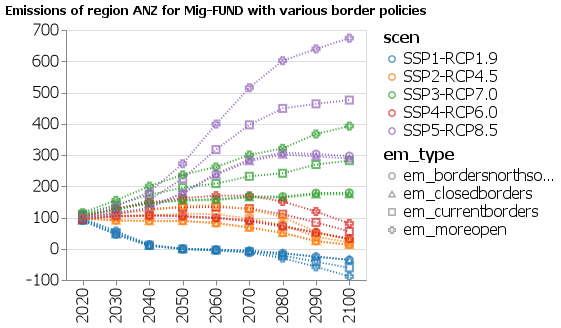 Emissions of region ANZ for Mig-FUND with various border policies
700
600
500
400
300
200
100
0
-100
2020
2030
2040
2050
2060
2070
2080
2090
2100
scen
SSP1-RCP1.9
SSP2-RCP4.5
SSP3-RCP7.0
SSP4-RCP6.0
SSP5-RCP8.5
em_type
em_bordersnorthso...
em_closedborders
em_currentborders
em_moreopen